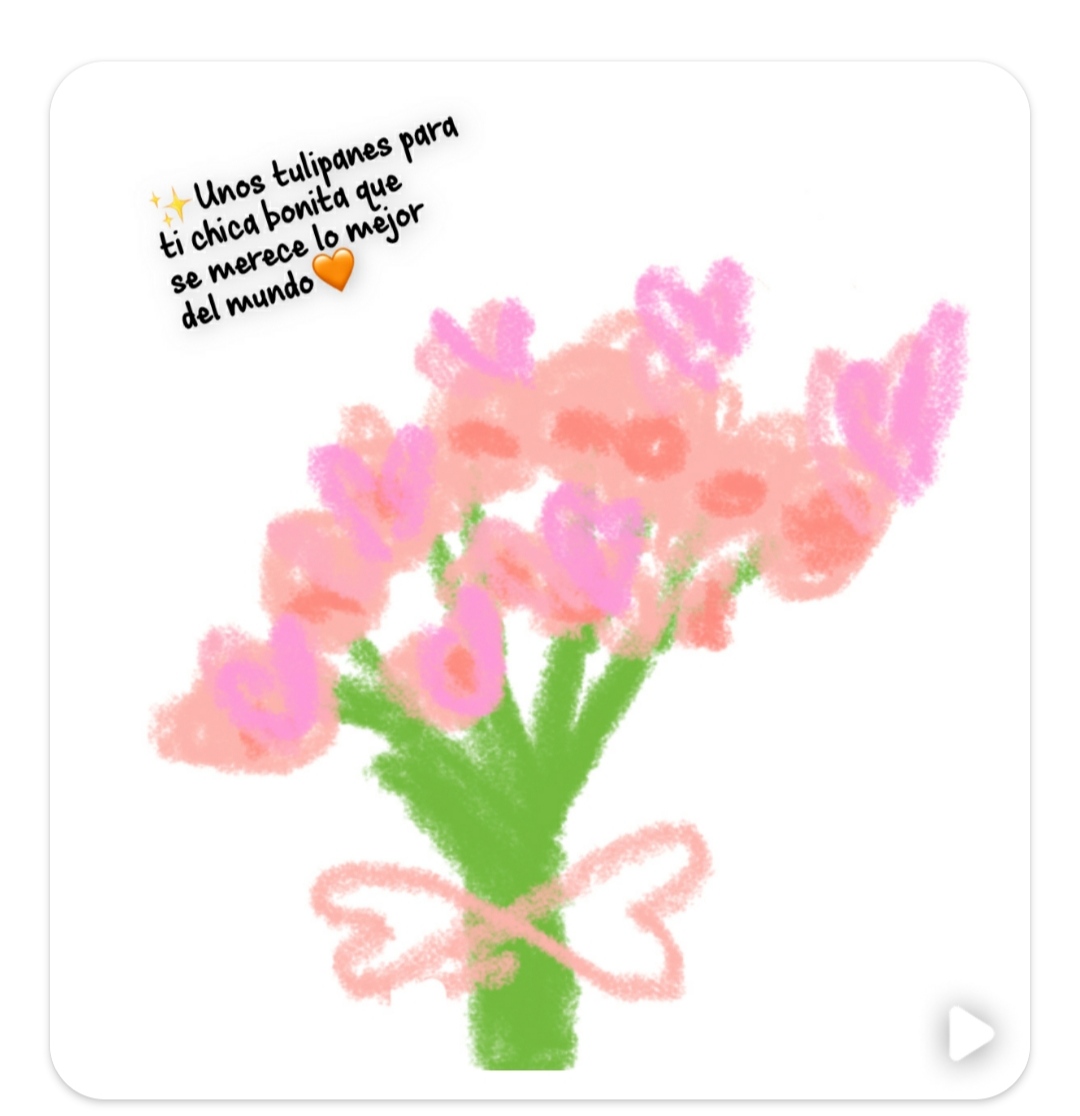 ✨Unos tulipanes para
ti chica bonita que
se merece lo mejor
del mundo🧡